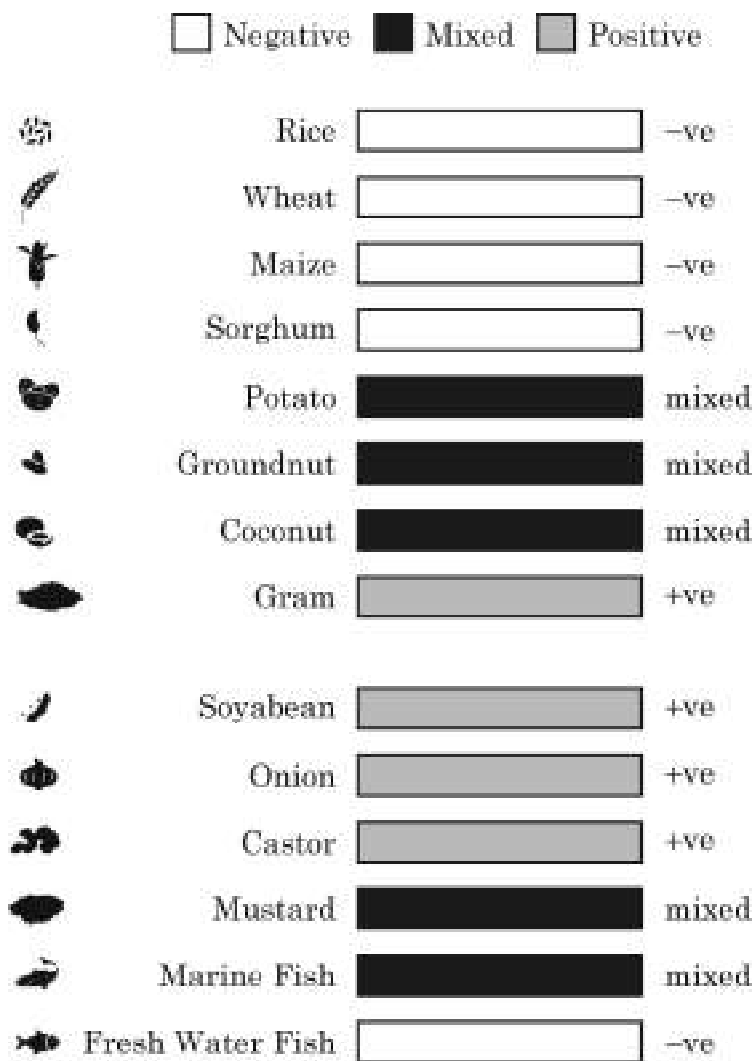 Negative Mixed Positive
Rice –ve
Wheat –ve
Maize –ve
Sorghum –ve
Potato mixed
Groundnut mixed
Coconut mixed
Gram +ve
Soyabean +ve
Onion +ve
Castor +ve
Mustard mixed
Marine Fish mixed
Fresh Water Fish –ve